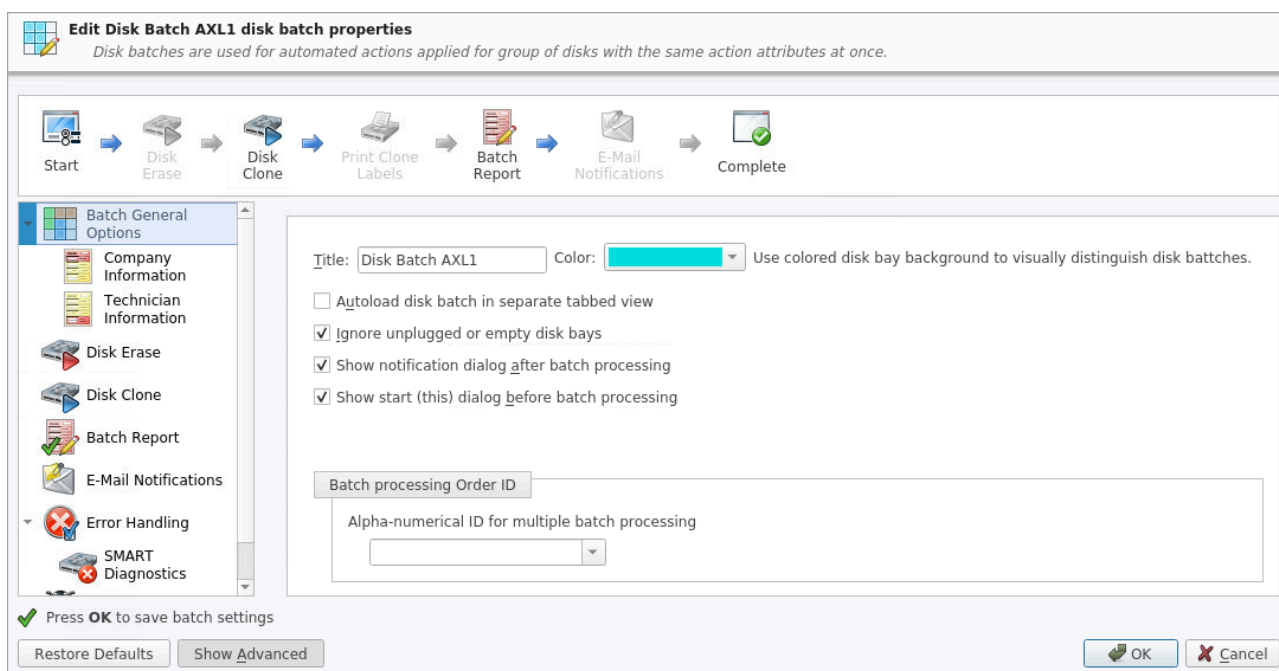 Edit Disk Batch AXL1 disk batch properties
Disk batches are used for automated actions applied for group of disks with the same action attributes at once.
Start
Disk
Erase
Disk
Clone
Print Clone
Labels
Batch
Report
E-Mail
Notifications
Complete
Batch General
Options
Company
Information
Technician
Information
Disk Erase
Disk Clone
Batch Report
E-Mail Notifications
Error Handling
SMART
Diagnostics
Title: Disk Batch AXL1 Color: Use colored disk bay background to visually distinguish disk battches.
Autoload disk batch in separate tabbed view
Ignore unplugged or empty disk bays
Show notification dialog after batch processing
Show start (this) dialog before batch processing
Batch processing Order ID
Alpha-numerical ID for multiple batch processing
Press OK to save batch settings
Restore Defaults
Show Advanced
OK
Cancel